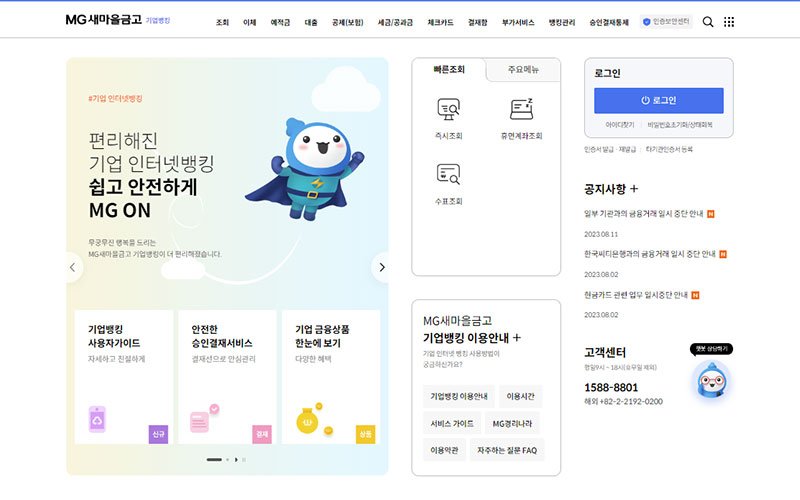 MG새마을금고 기업뱅킹
조회 이체 예적금 대출 공제(보험) 세금/공과금 체크카드 결제함 부가서비스 뱅킹관리 승인결재통제 인증보안센터
#기업 인터넷뱅킹
편리해진
기업 인터넷뱅킹
쉽고 안전하게
MG ON
무궁무진 행복을 드리는
MG새마을금고 기업뱅킹이 더 편리해졌습니다.
기업뱅킹
사용자가이드
자세하고 친절하게
신규
안전한
승인결재서비스
결재선으로 안심관리
결재
기업 금융상품
한눈에 보기
다양한 혜택
상품
빠른조회 주요메뉴
즉시조회 휴면계좌조회
수표조회
MG새마을금고
기업뱅킹 이용안내 +
기업 인터넷 뱅킹 사용방법이
궁금하신가요?
기업뱅킹 이용안내 이용시간
서비스 가이드 MG경리나라
이용약관 자주하는 질문 FAQ
로그인
로그인
아이디찾기 비밀번호초기화/상태회복
인증서 발급 · 재발급 타기관인증서 등록
공지사항 +
일부 기관과의 금융거래 일시 중단 안내 N
2023.08.11
한국씨티은행과의 금융거래 일시 중단 안내 N
2023.08.02
현금카드 관련 업무 일시중단 안내 N
2023.08.02
고객센터
평일9시 ~ 18시(휴무일 제외)
1588-8801
해외 +82-2-2192-0200
챗봇 상담하기